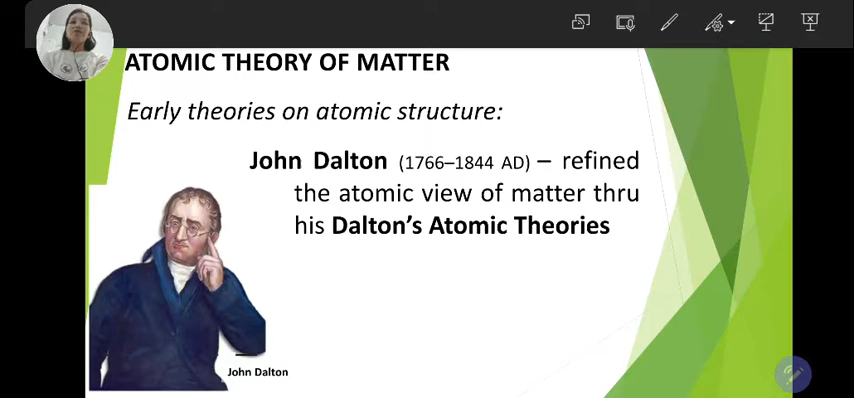 ATOMIC THEORY OF MATTER
Early theories on atomic structure:
John Dalton (1766–1844 AD) – refined
the atomic view of matter thru
his Dalton's Atomic Theories
John Dalton